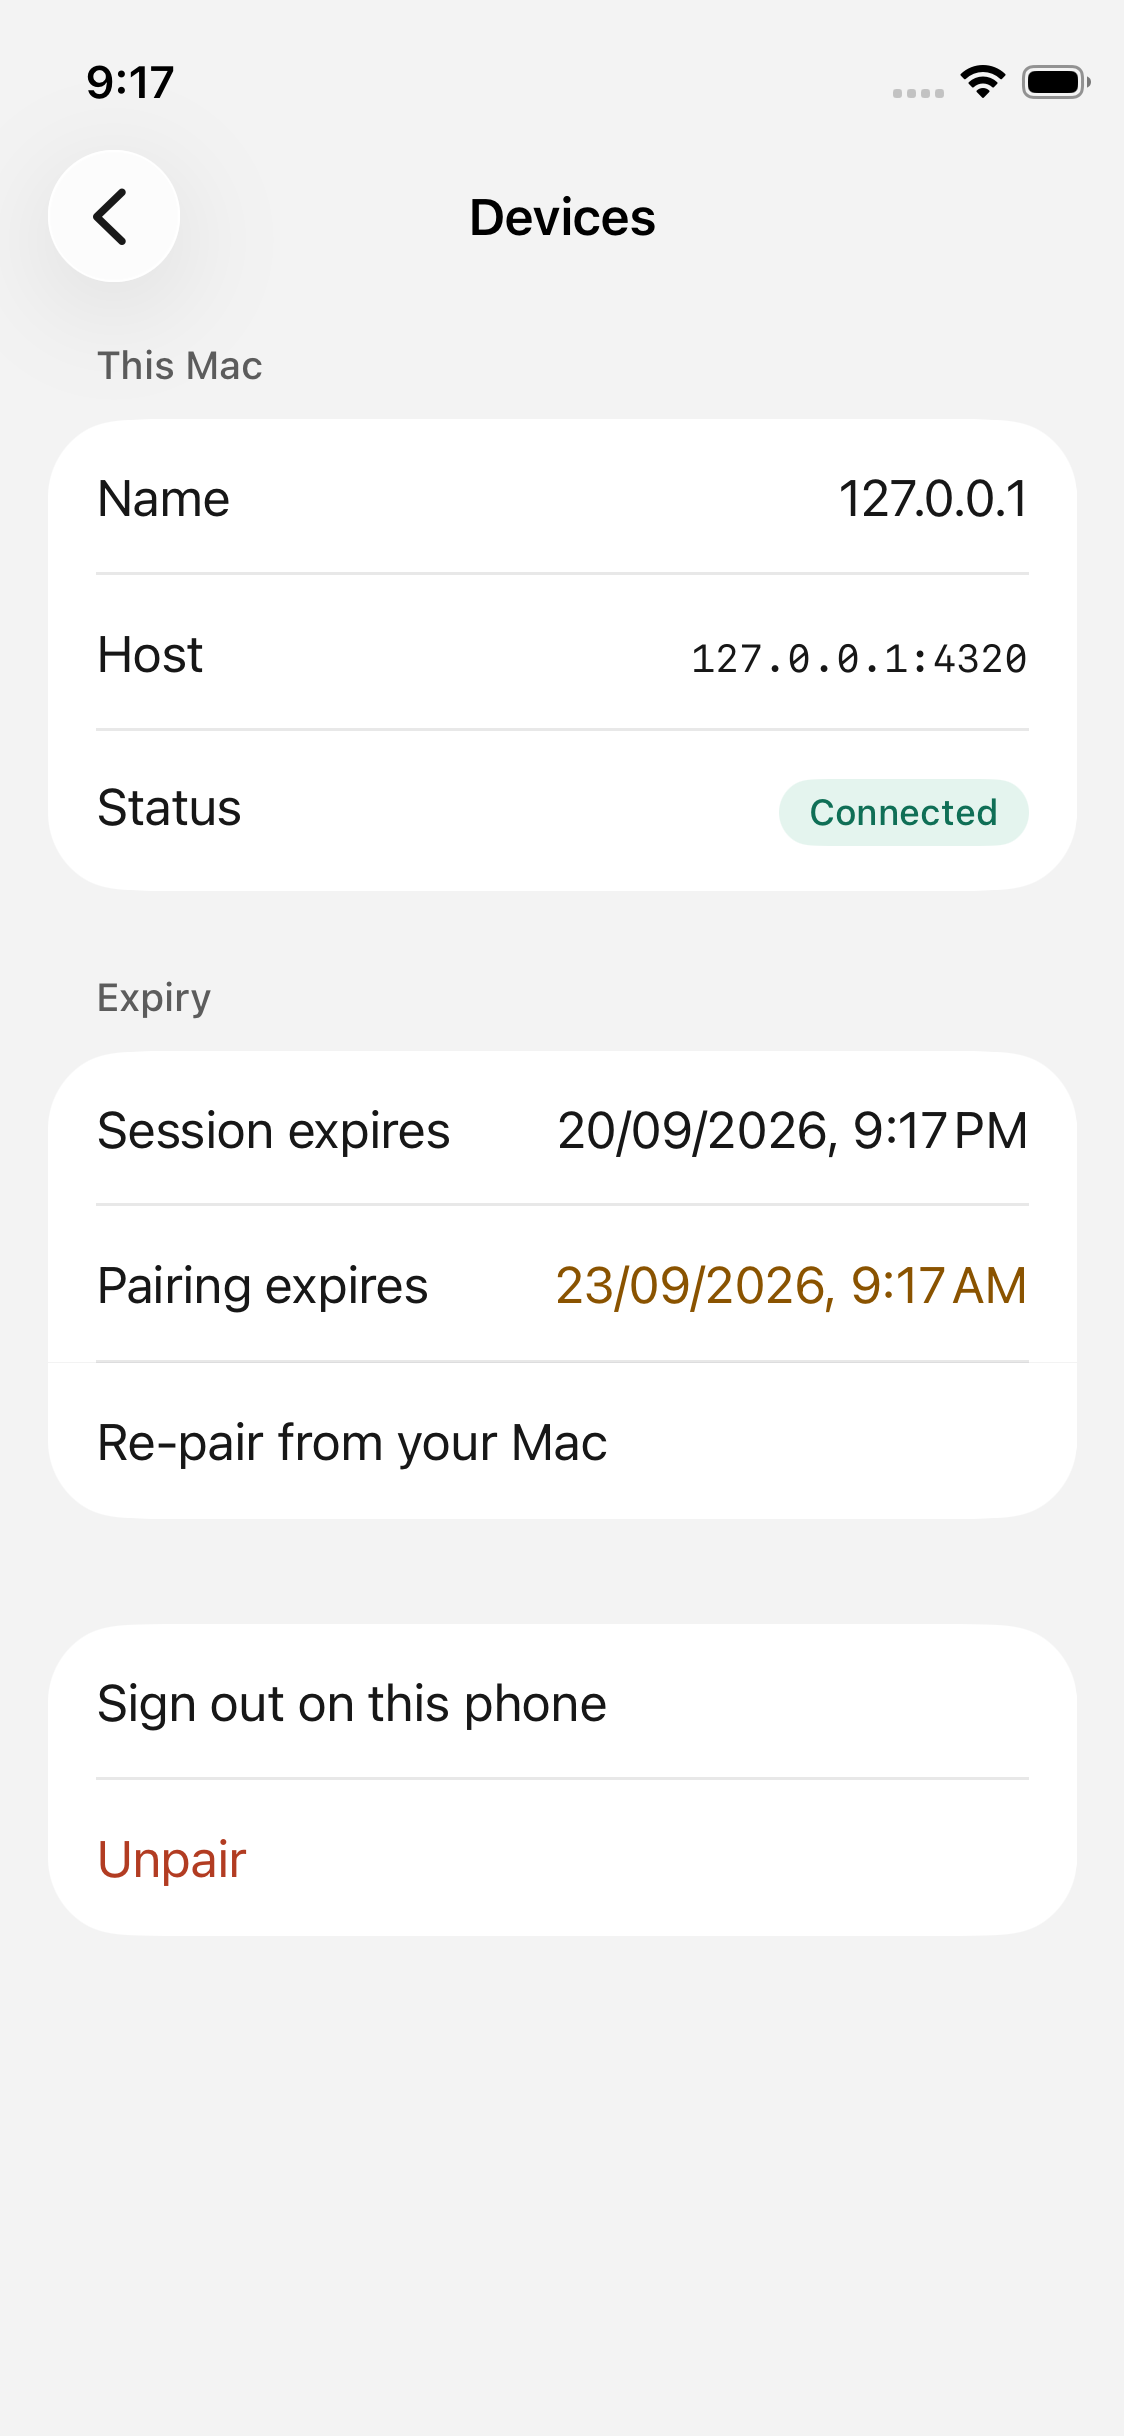 9:17
Devices
This Mac
Name 127.0.0.1
Host 127.0.0.1:4320
Status Connected
Expiry
Session expires 20/09/2026, 9:17 PM
Pairing expires 23/09/2026, 9:17 AM
Re-pair from your Mac
Sign out on this phone
Unpair